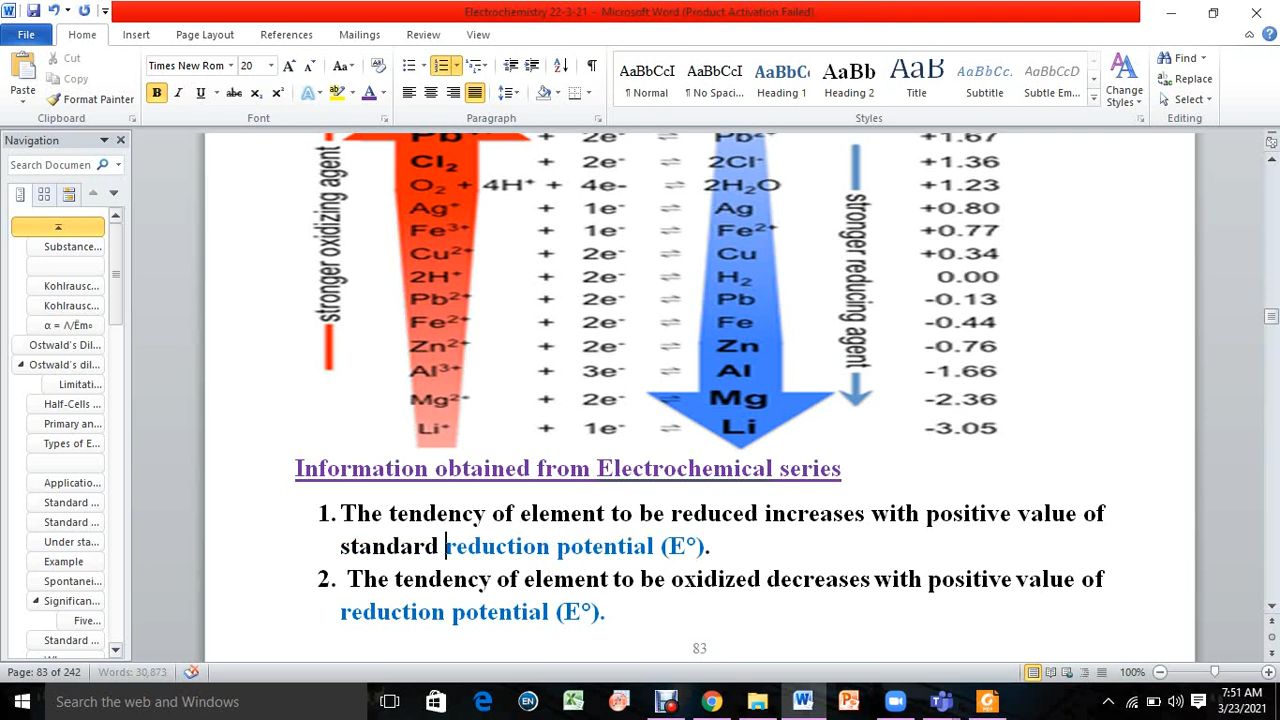 Electrochemistry 22-3-21 - Microsoft Word (Product Activation Failed)
File Home Insert Page Layout References Mailings Review View
Paste
Cut
Copy
Format Painter
Clipboard
Times New Rom 20
Font
Paragraph
AaBbCcI AaBbCcI AaBbCc AaBb AaB AaBbCc. AaBbCcD
¶ Normal ¶ No Spaci... Heading 1 Heading 2 Title Subtitle Subtle Em...
Change Styles
Styles
Find
Replace
Select
Editing
Navigation
Search Documen
Substance...
Kohlrausc...
Kohlrausc...
α = Λ/Ëm∘
Ostwald's Dil...
Ostwald's dil...
Limitati...
Half-Cells
Primary an...
Types of E...
Applicatio...
Standard ...
Standard ...
Under sta...
Example
Spontanei...
Significan...
Five...
Standard ...
stronger oxidizing agent
stronger reducing agent
+ 2e⁻ ⇌ Pb²⁺ +1.67
Cl₂ + 2e⁻ ⇌ 2Cl⁻ +1.36
O₂ + 4H⁺ + 4e- ⇌ 2H₂O +1.23
Ag⁺ + 1e⁻ ⇌ Ag +0.80
Fe³⁺ + 1e⁻ ⇌ Fe²⁺ +0.77
Cu²⁺ + 2e⁻ ⇌ Cu +0.34
2H⁺ + 2e⁻ ⇌ H₂ 0.00
Pb²⁺ + 2e⁻ ⇌ Pb -0.13
Fe²⁺ + 2e⁻ ⇌ Fe -0.44
Zn²⁺ + 2e⁻ ⇌ Zn -0.76
Al³⁺ + 3e⁻ ⇌ Al -1.66
Mg²⁺ + 2e⁻ ⇌ Mg -2.36
Li⁺ + 1e⁻ ⇌ Li -3.05
Information obtained from Electrochemical series
1. The tendency of element to be reduced increases with positive value of
standard reduction potential (E°).
2. The tendency of element to be oxidized decreases with positive value of
reduction potential (E°).
83
Page: 83 of 242 Words: 30,873 100%
Search the web and Windows
7:51 AM
3/23/2021